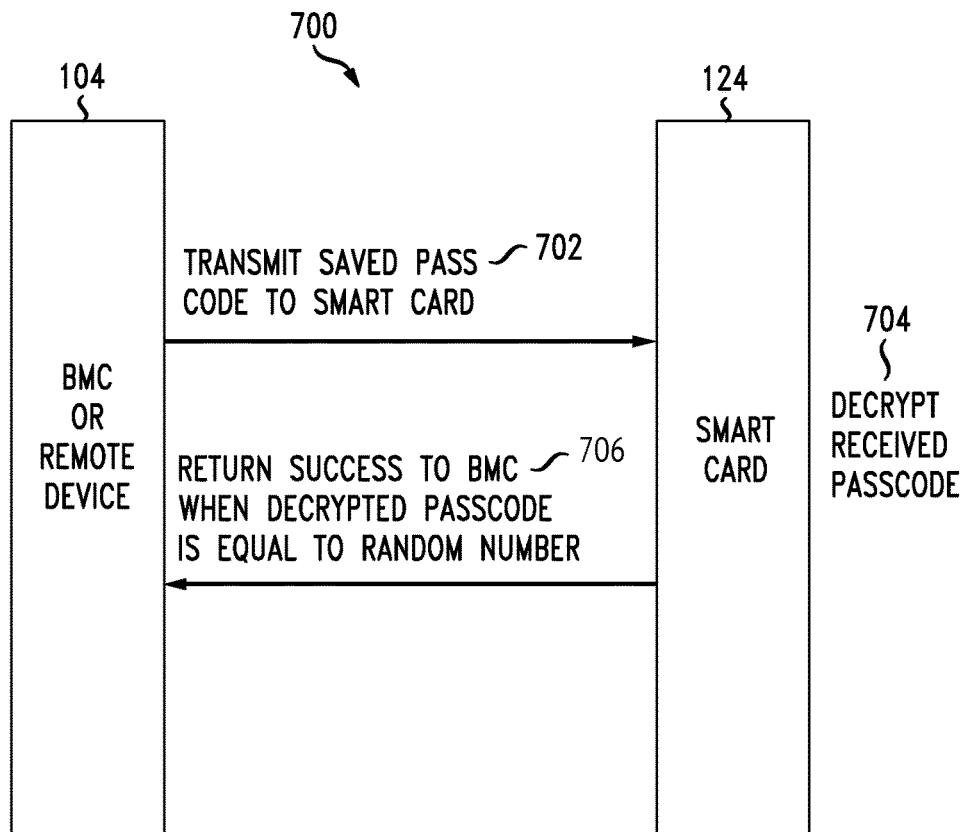 700
104
124
TRANSMIT SAVED PASS 702
CODE TO SMART CARD
BMC
OR
REMOTE
DEVICE
RETURN SUCCESS TO BMC 706
WHEN DECRYPTED PASSCODE
IS EQUAL TO RANDOM NUMBER
SMART
CARD
704
DECRYPT
RECEIVED
PASSCODE